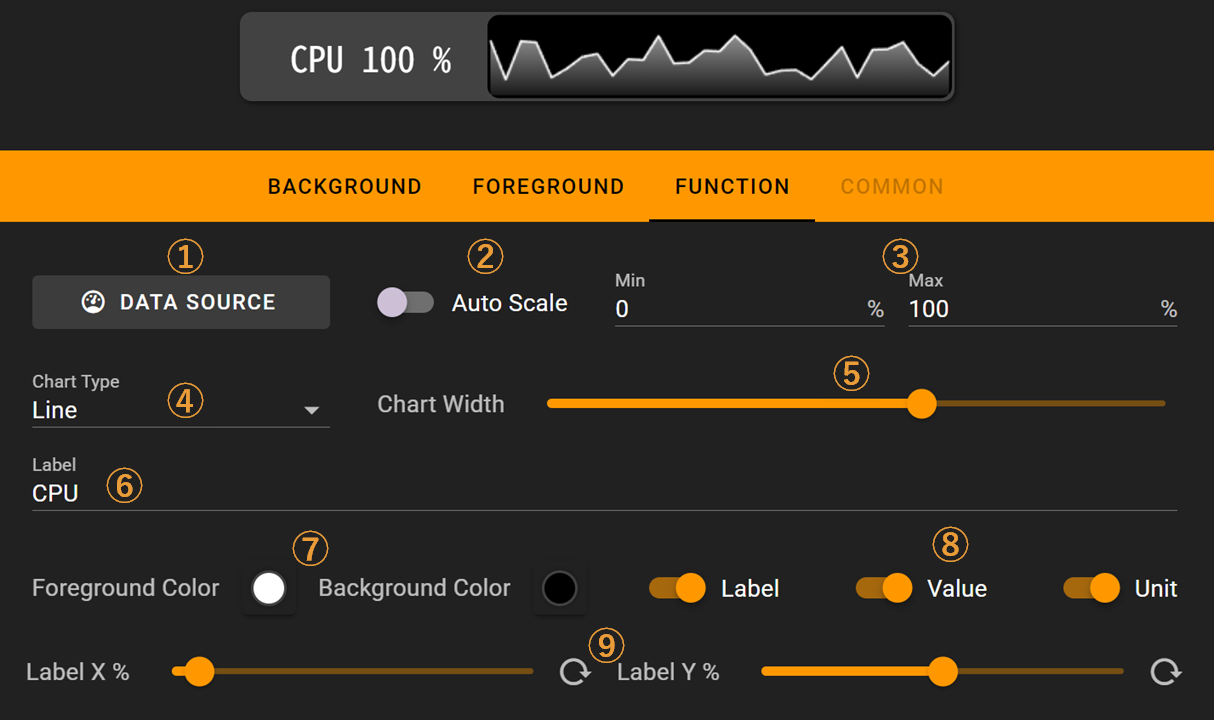 CPU 100 %
BACKGROUND FOREGROUND FUNCTION COMMON
① ② ③
DATA SOURCE Auto Scale Min 0 % Max 100 %
Chart Type
Line ④ Chart Width ⑤
Label
CPU ⑥
⑦ ⑧
Foreground Color Background Color Label Value Unit
⑨
Label X % Label Y %